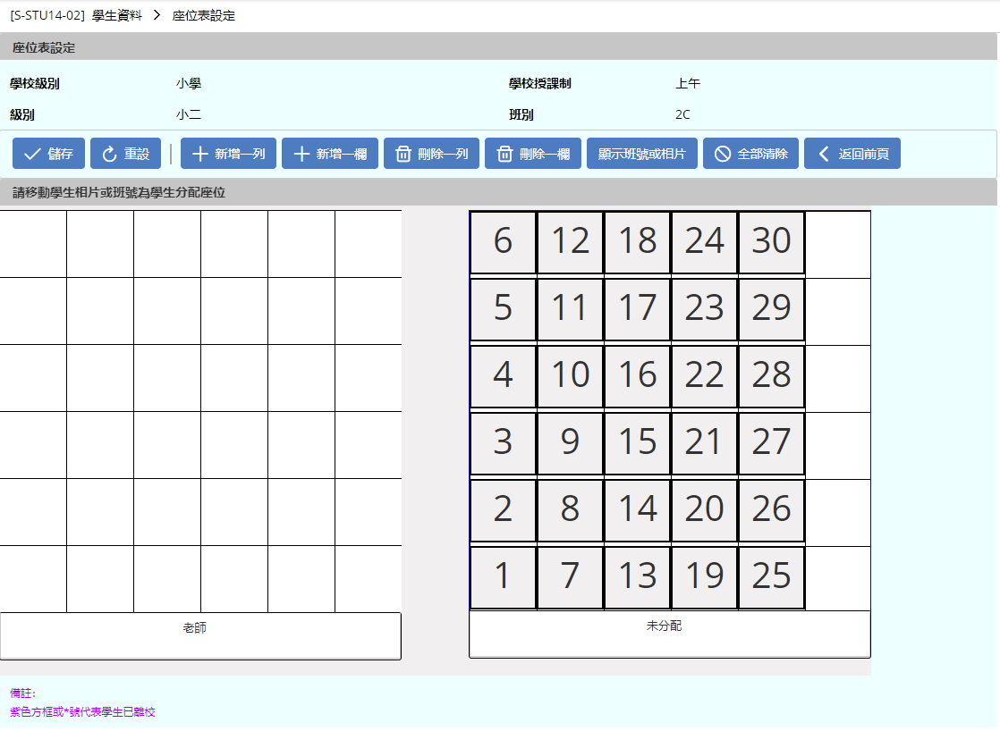 [S-STU14-02] 學生資料 > 座位表設定
座位表設定
學校級別 小學 學校授課制 上午
級別 小二 班別 2C
儲存 重設 新增一列 新增一欄 刪除一列 刪除一欄 顯示班號或相片 全部清除 返回前頁
請移動學生相片或班號為學生分配座位
6 12 18 24 30
5 11 17 23 29
4 10 16 22 28
3 9 15 21 27
2 8 14 20 26
1 7 13 19 25
老師 未分配
備註:
紫色方框或*號代表學生已離校